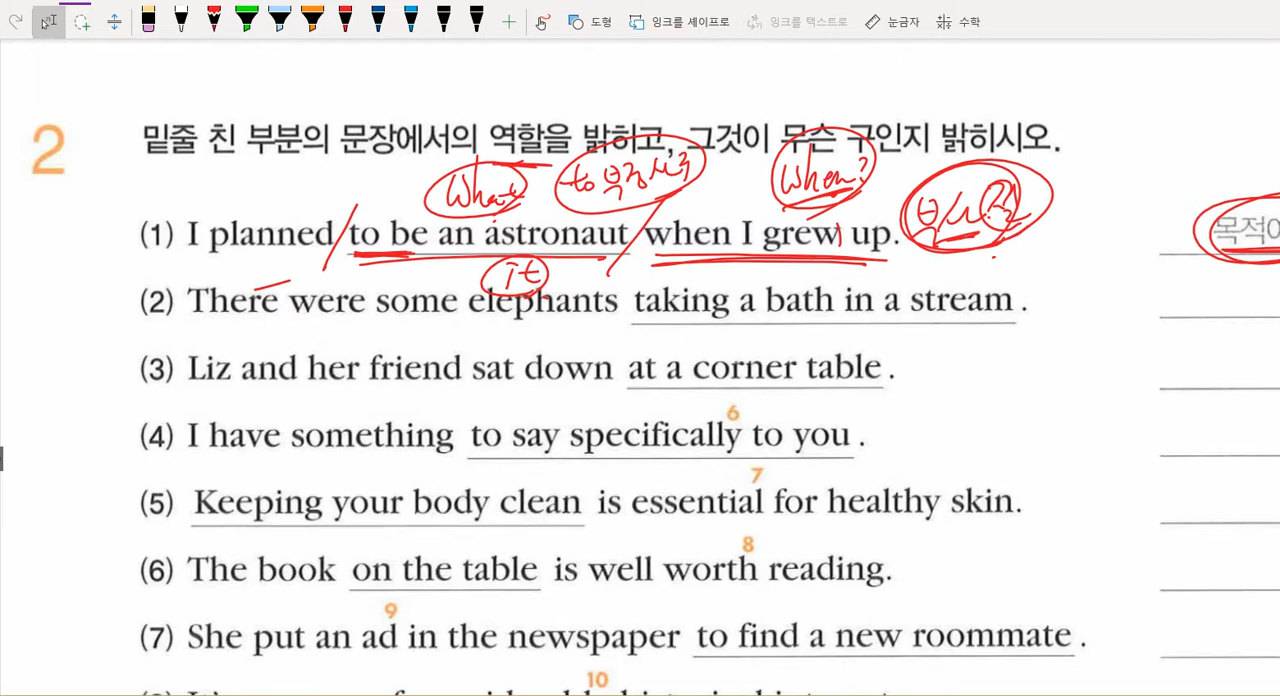 도형 잉크를 셰이프로 잉크를 텍스트로 눈금자 수학
2 밑줄 친 부분의 문장에서의 역할을 밝히고, 그것이 무슨 구인지 밝히시오.
What to부정사구 When?
(1) I planned to be an astronaut when I grew up. 부사절 목적어
it
(2) There were some elephants taking a bath in a stream.
(3) Liz and her friend sat down at a corner table.
6
(4) I have something to say specifically to you.
7
(5) Keeping your body clean is essential for healthy skin.
8
(6) The book on the table is well worth reading.
9
(7) She put an ad in the newspaper to find a new roommate.
10